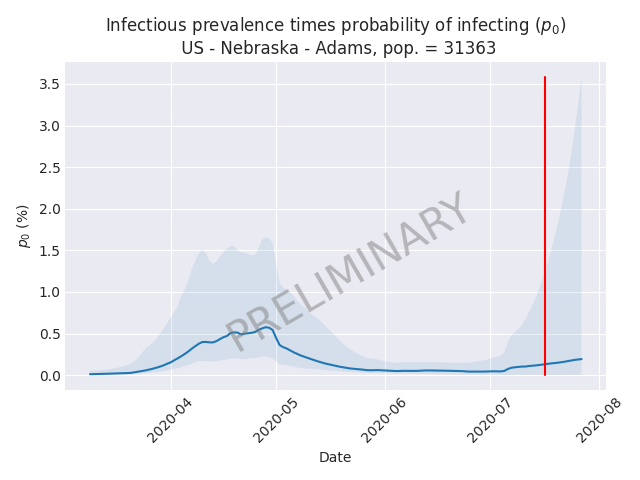 Infectious prevalence times probability of infecting (p₀)
US - Nebraska - Adams, pop. = 31363
p₀ (%)
3.5
3.0
2.5
2.0
1.5
1.0
0.5
0.0
PRELIMINARY
2020-04
2020-05
2020-06
2020-07
2020-08
Date